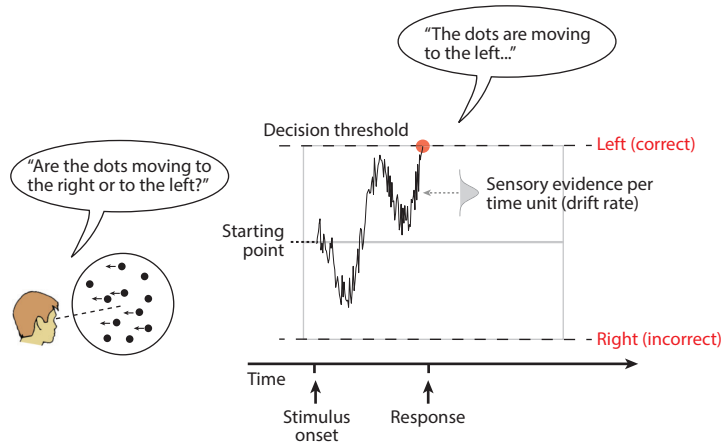 “The dots are moving
to the left...”
Decision threshold
Left (correct)
“Are the dots moving to
the right or to the left?”
Sensory evidence per
time unit (drift rate)
Starting
point
Right (incorrect)
Time
Stimulus
onset
Response